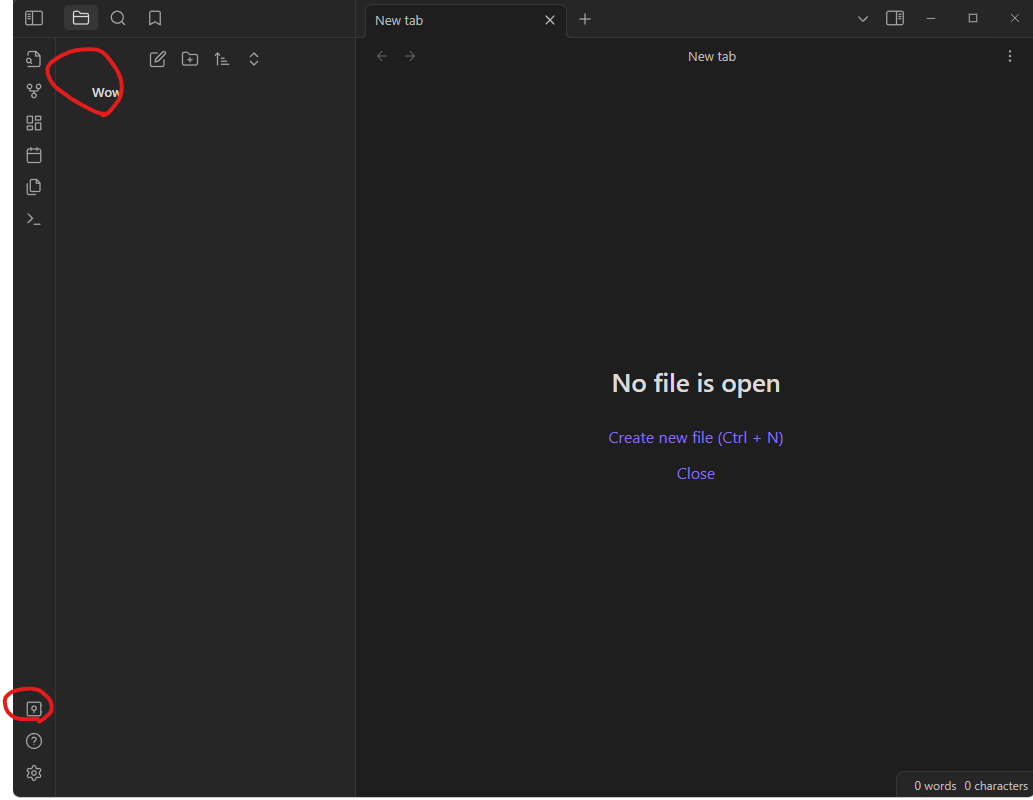 New tab
New tab
Wow
No file is open
Create new file (Ctrl + N)
Close
0 words 0 characters